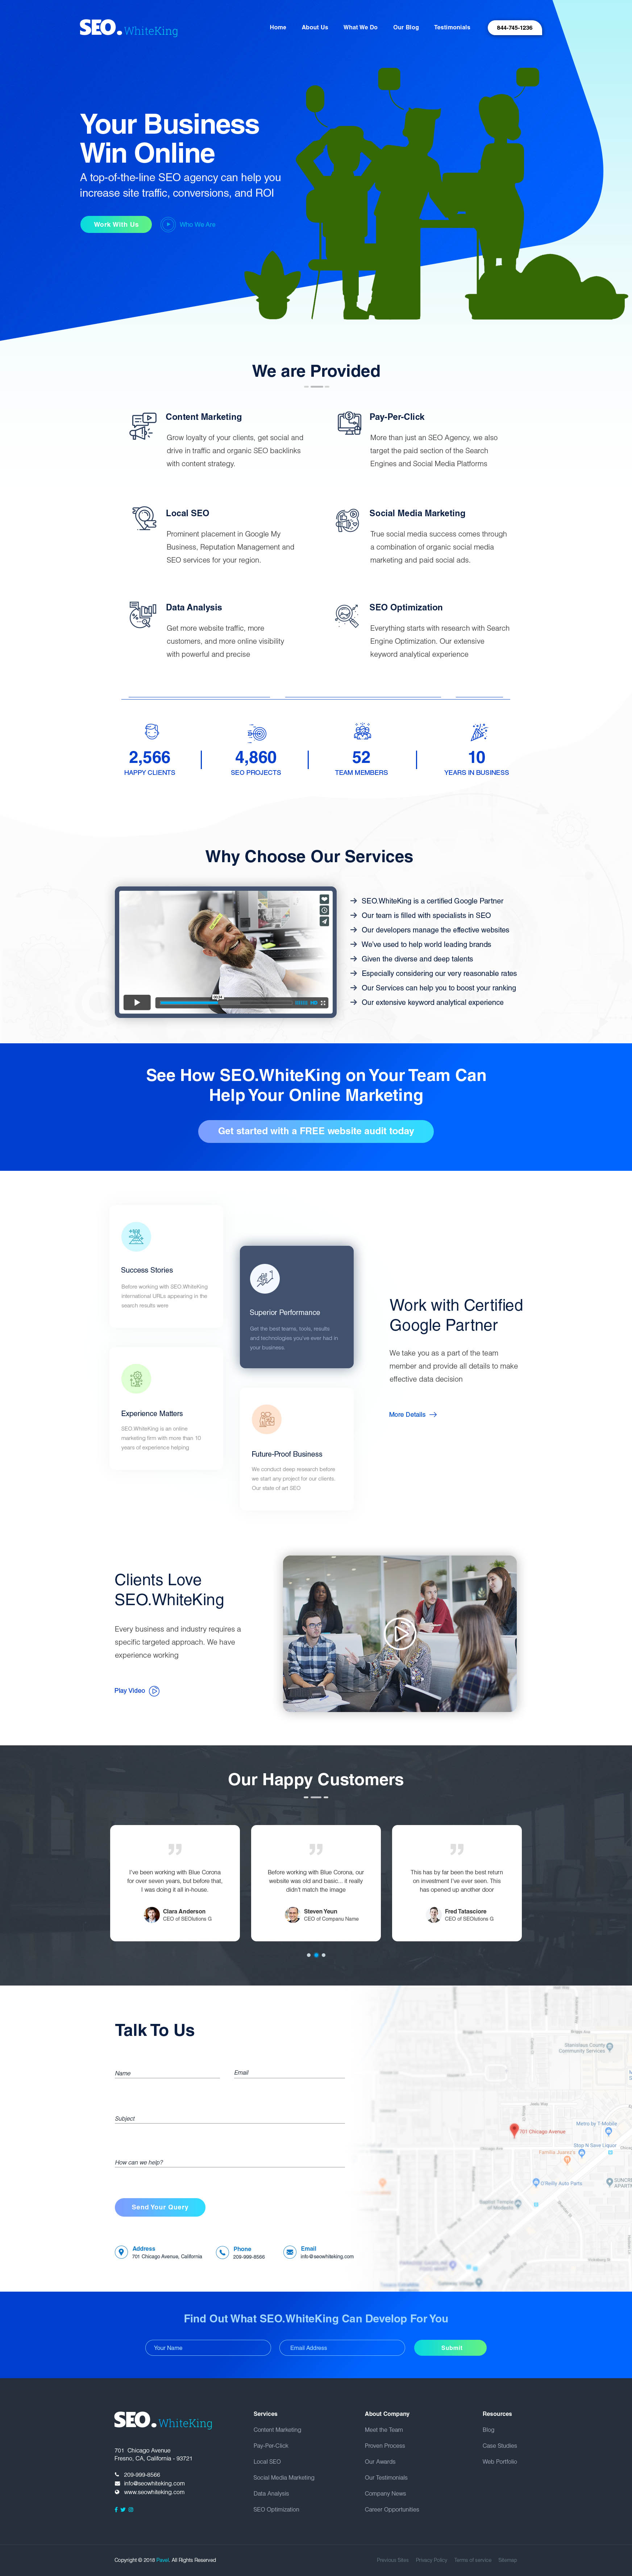 SEO.WhiteKing
Home
About Us
What We Do
Our Blog
Testimonials
844-745-1236
Your Business
Win Online
A top-of-the-line SEO agency can help you
increase site traffic, conversions, and ROI
Work With Us
Who We Are
We are Provided
Content Marketing
Grow loyalty of your clients, get social and
drive in traffic and organic SEO backlinks
with content strategy.
Pay-Per-Click
More than just an SEO Agency, we also
target the paid section of the Search
Engines and Social Media Platforms
Local SEO
Prominent placement in Google My
Business, Reputation Management and
SEO services for your region.
Social Media Marketing
True social media success comes through
a combination of organic social media
marketing and paid social ads.
Data Analysis
Get more website traffic, more
customers, and more online visibility
with powerful and precise
SEO Optimization
Everything starts with research with Search
Engine Optimization. Our extensive
keyword analytical experience
2,566
HAPPY CLIENTS
4,860
SEO PROJECTS
52
TEAM MEMBERS
10
YEARS IN BUSINESS
Why Choose Our Services
SEO.WhiteKing is a certified Google Partner
Our team is filled with specialists in SEO
Our developers manage the effective websites
We've used to help world leading brands
Given the diverse and deep talents
Especially considering our very reasonable rates
Our Services can help you to boost your ranking
Our extensive keyword analytical experience
See How SEO.WhiteKing on Your Team Can
Help Your Online Marketing
Get started with a FREE website audit today
Success Stories
Before working with SEO.WhiteKing
international URLs appearing in the
search results were
Superior Performance
Get the best teams, tools, results
and technologies you've ever had in
your business
Experience Matters
SEO.WhiteKing is an online
marketing firm with more than 10
years of experience helping
Future-Proof Business
We conduct deep research before
we start any project for our clients.
Our state of art SEO
Work with Certified
Google Partner
We take you as a part of the team
member and provide all details to make
effective data decision
More Details
Clients Love
SEO.WhiteKing
Every business and industry requires a
specific targeted approach. We have
experience working
Play Video
Our Happy Customers
I've been working with Blue Corona
for over seven years, but before that,
I was doing it all in-house.
Clara Anderson
CEO of SEOlutions G
Before working with Blue Corona, our
website was old and basic... it really
didn't match the image
Steven Yeun
CEO of Companu Name
This has by far been the best return
on investment I've ever seen. This
has opened up another door
Fred Tatasciore
CEO of SEOlutions G
Talk To Us
Name
Email
Subject
How can we help?
Send Your Query
Address
701 Chicago Avenue, California
Phone
209-999-8566
Email
info@seowhiteking.com
Stanislaus County
Community Services
Metro by T-Mobile
701 Chicago Avenue
Stop N Save Liquor
Familia Juarez's
O'Reilly Auto Parts
Find Out What SEO.WhiteKing Can Develop For You
Your Name
Email Address
Submit
SEO.WhiteKing
701 Chicago Avenue
Fresno, CA, California - 93721
209-999-8566
info@seowhiteking.com
www.seowhiteking.com
Services
Content Marketing
Pay-Per-Click
Local SEO
Social Media Marketing
Data Analysis
SEO Optimization
About Company
Meet the Team
Proven Process
Our Awards
Our Testimonials
Company News
Career Opportunities
Resources
Blog
Case Studies
Web Portfolio
Copyright © 2018 Pixel. All Rights Reserved
Previous Sites
Privacy Policy
Terms of service
Sitemap